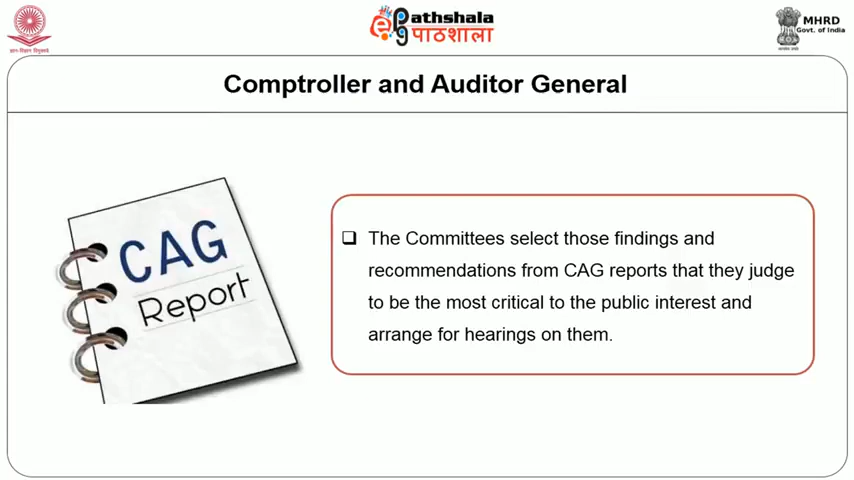 Pathshala
पाठशाला
MHRD
Govt. of India
Comptroller and Auditor General
CAG
Report
❑ The Committees select those findings and
recommendations from CAG reports that they judge
to be the most critical to the public interest and
arrange for hearings on them.